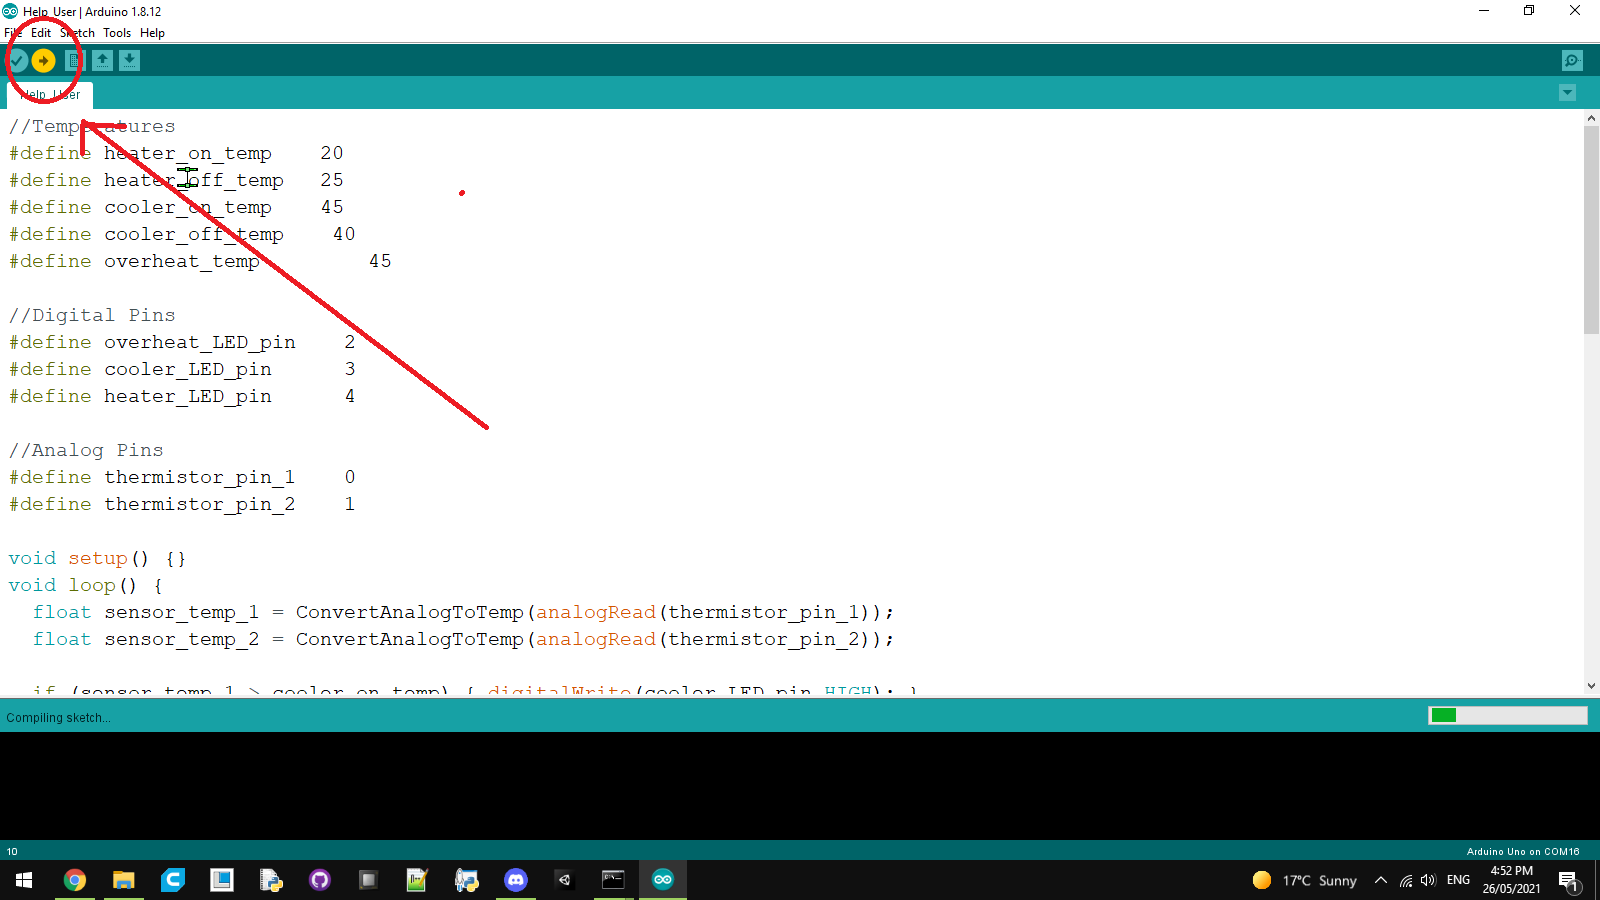 Help_User | Arduino 1.8.12
File Edit Sketch Tools Help
Help_User
//Temperatures
#define heater_on_temp 20
#define heater_off_temp 25
#define cooler_on_temp 45
#define cooler_off_temp 40
#define overheat_temp 45
//Digital Pins
#define overheat_LED_pin 2
#define cooler_LED_pin 3
#define heater_LED_pin 4
//Analog Pins
#define thermistor_pin_1 0
#define thermistor_pin_2 1
void setup() {}
void loop() {
float sensor_temp_1 = ConvertAnalogToTemp(analogRead(thermistor_pin_1));
float sensor_temp_2 = ConvertAnalogToTemp(analogRead(thermistor_pin_2));
if (sensor_temp_1 > cooler_on_temp) { digitalWrite(cooler_LED_pin,HIGH); }
Compiling sketch...
10
Arduino Uno on COM16
17°C Sunny
ENG
4:52 PM
26/05/2021
1